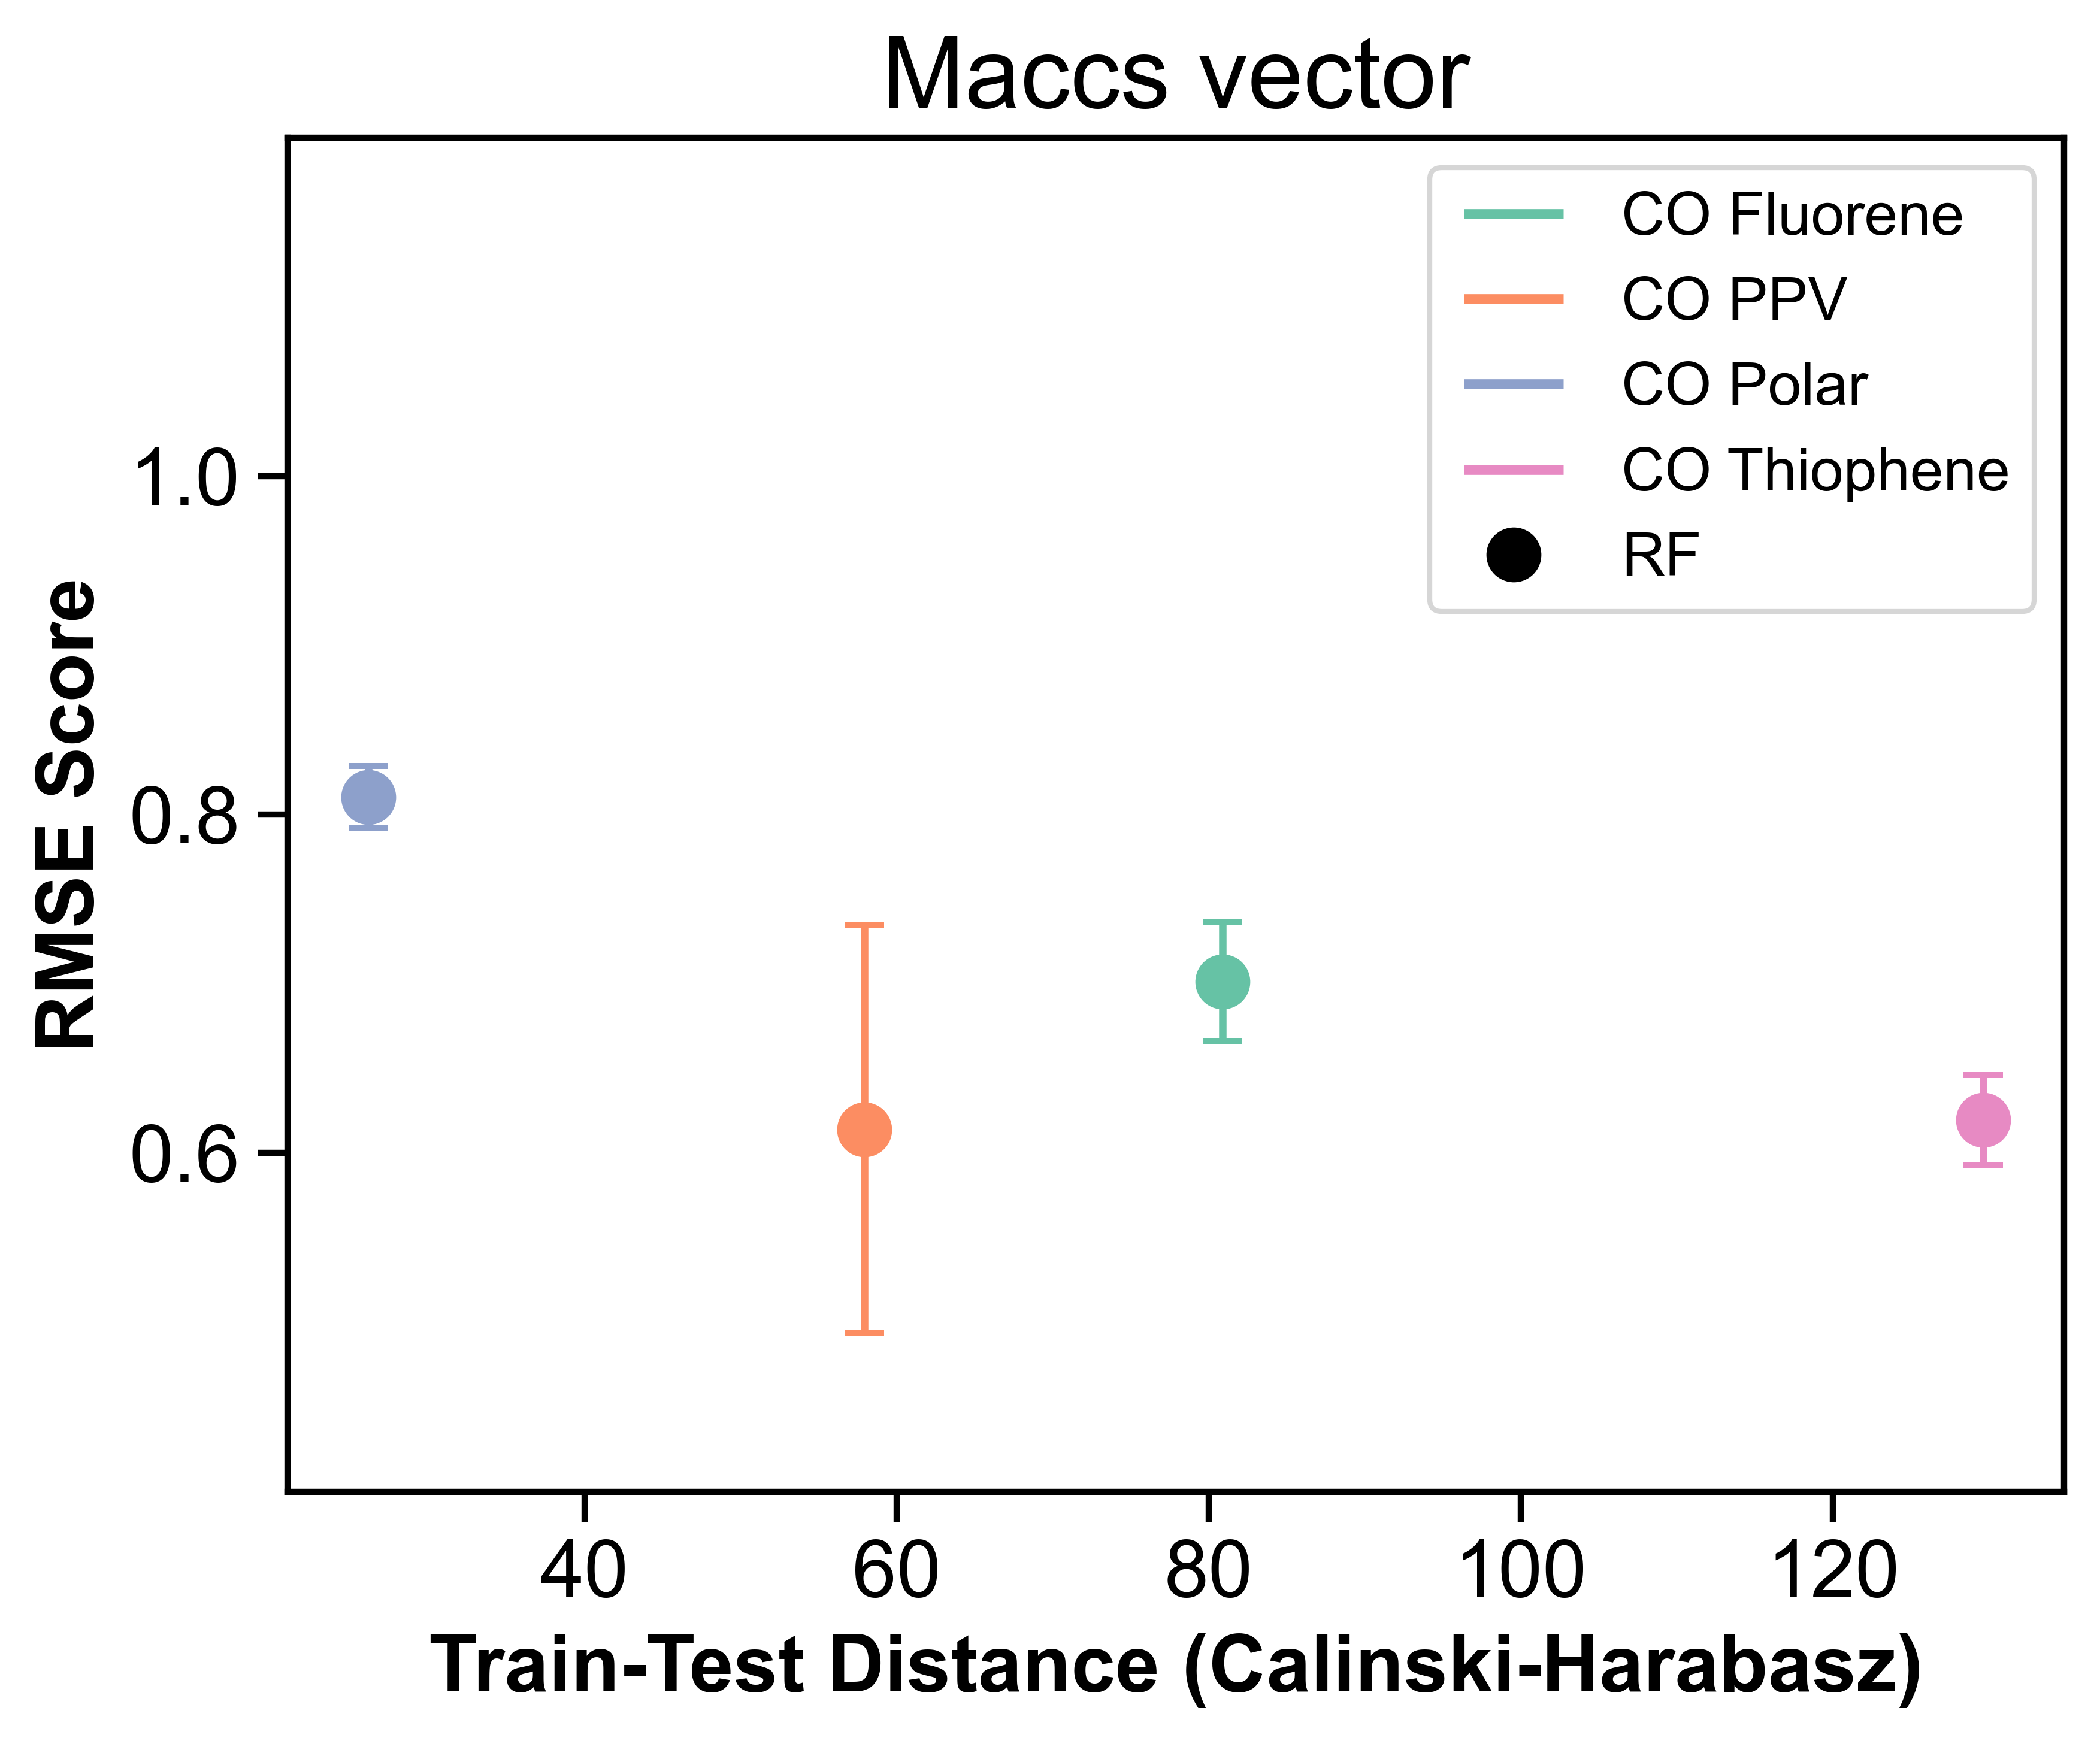 Maccs vector
CO Fluorene
CO PPV
CO Polar
CO Thiophene
RF
RMSE Score
1.0
0.8
0.6
40 60 80 100 120
Train-Test Distance (Calinski-Harabasz)